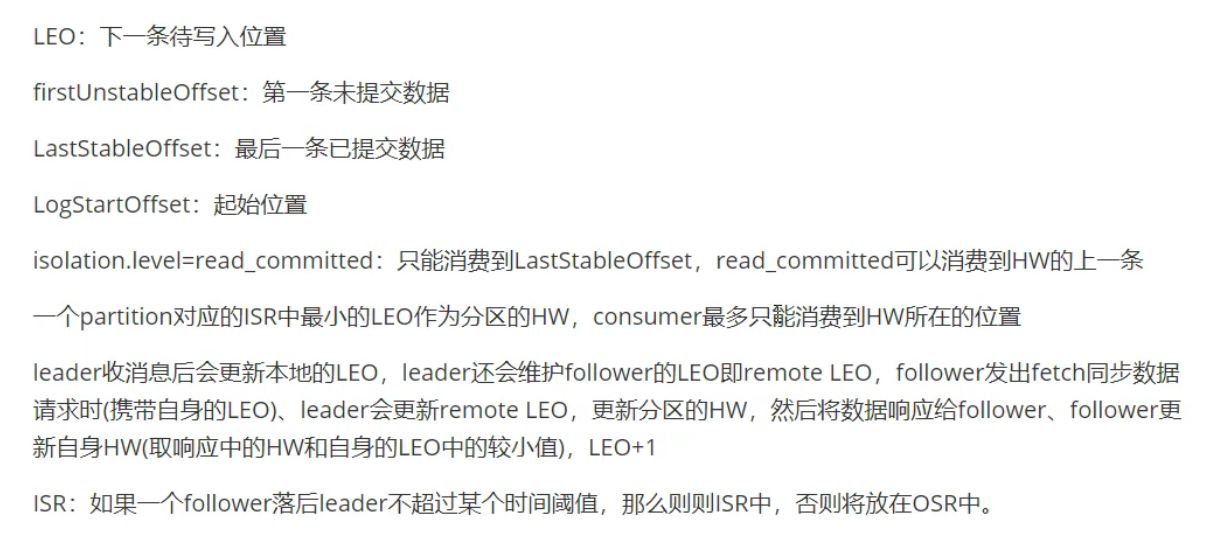 LEO：下一条待写入位置
firstUnstableOffset：第一条未提交数据
LastStableOffset：最后一条已提交数据
LogStartOffset：起始位置
isolation.level=read_committed：只能消费到LastStableOffset，read_committed可以消费到HW的上一条
一个partition对应的ISR中最小的LEO作为分区的HW，consumer最多只能消费到HW所在的位置
leader收消息后会更新本地的LEO，leader还会维护follower的LEO即remote LEO，follower发出fetch同步数据
请求时(携带自身的LEO)、leader会更新remote LEO，更新分区的HW，然后将数据响应给follower、follower更
新自身HW(取响应中的HW和自身的LEO中的较小值)，LEO+1
ISR：如果一个follower落后leader不超过某个时间阈值，那么则则ISR中，否则将放在OSR中。